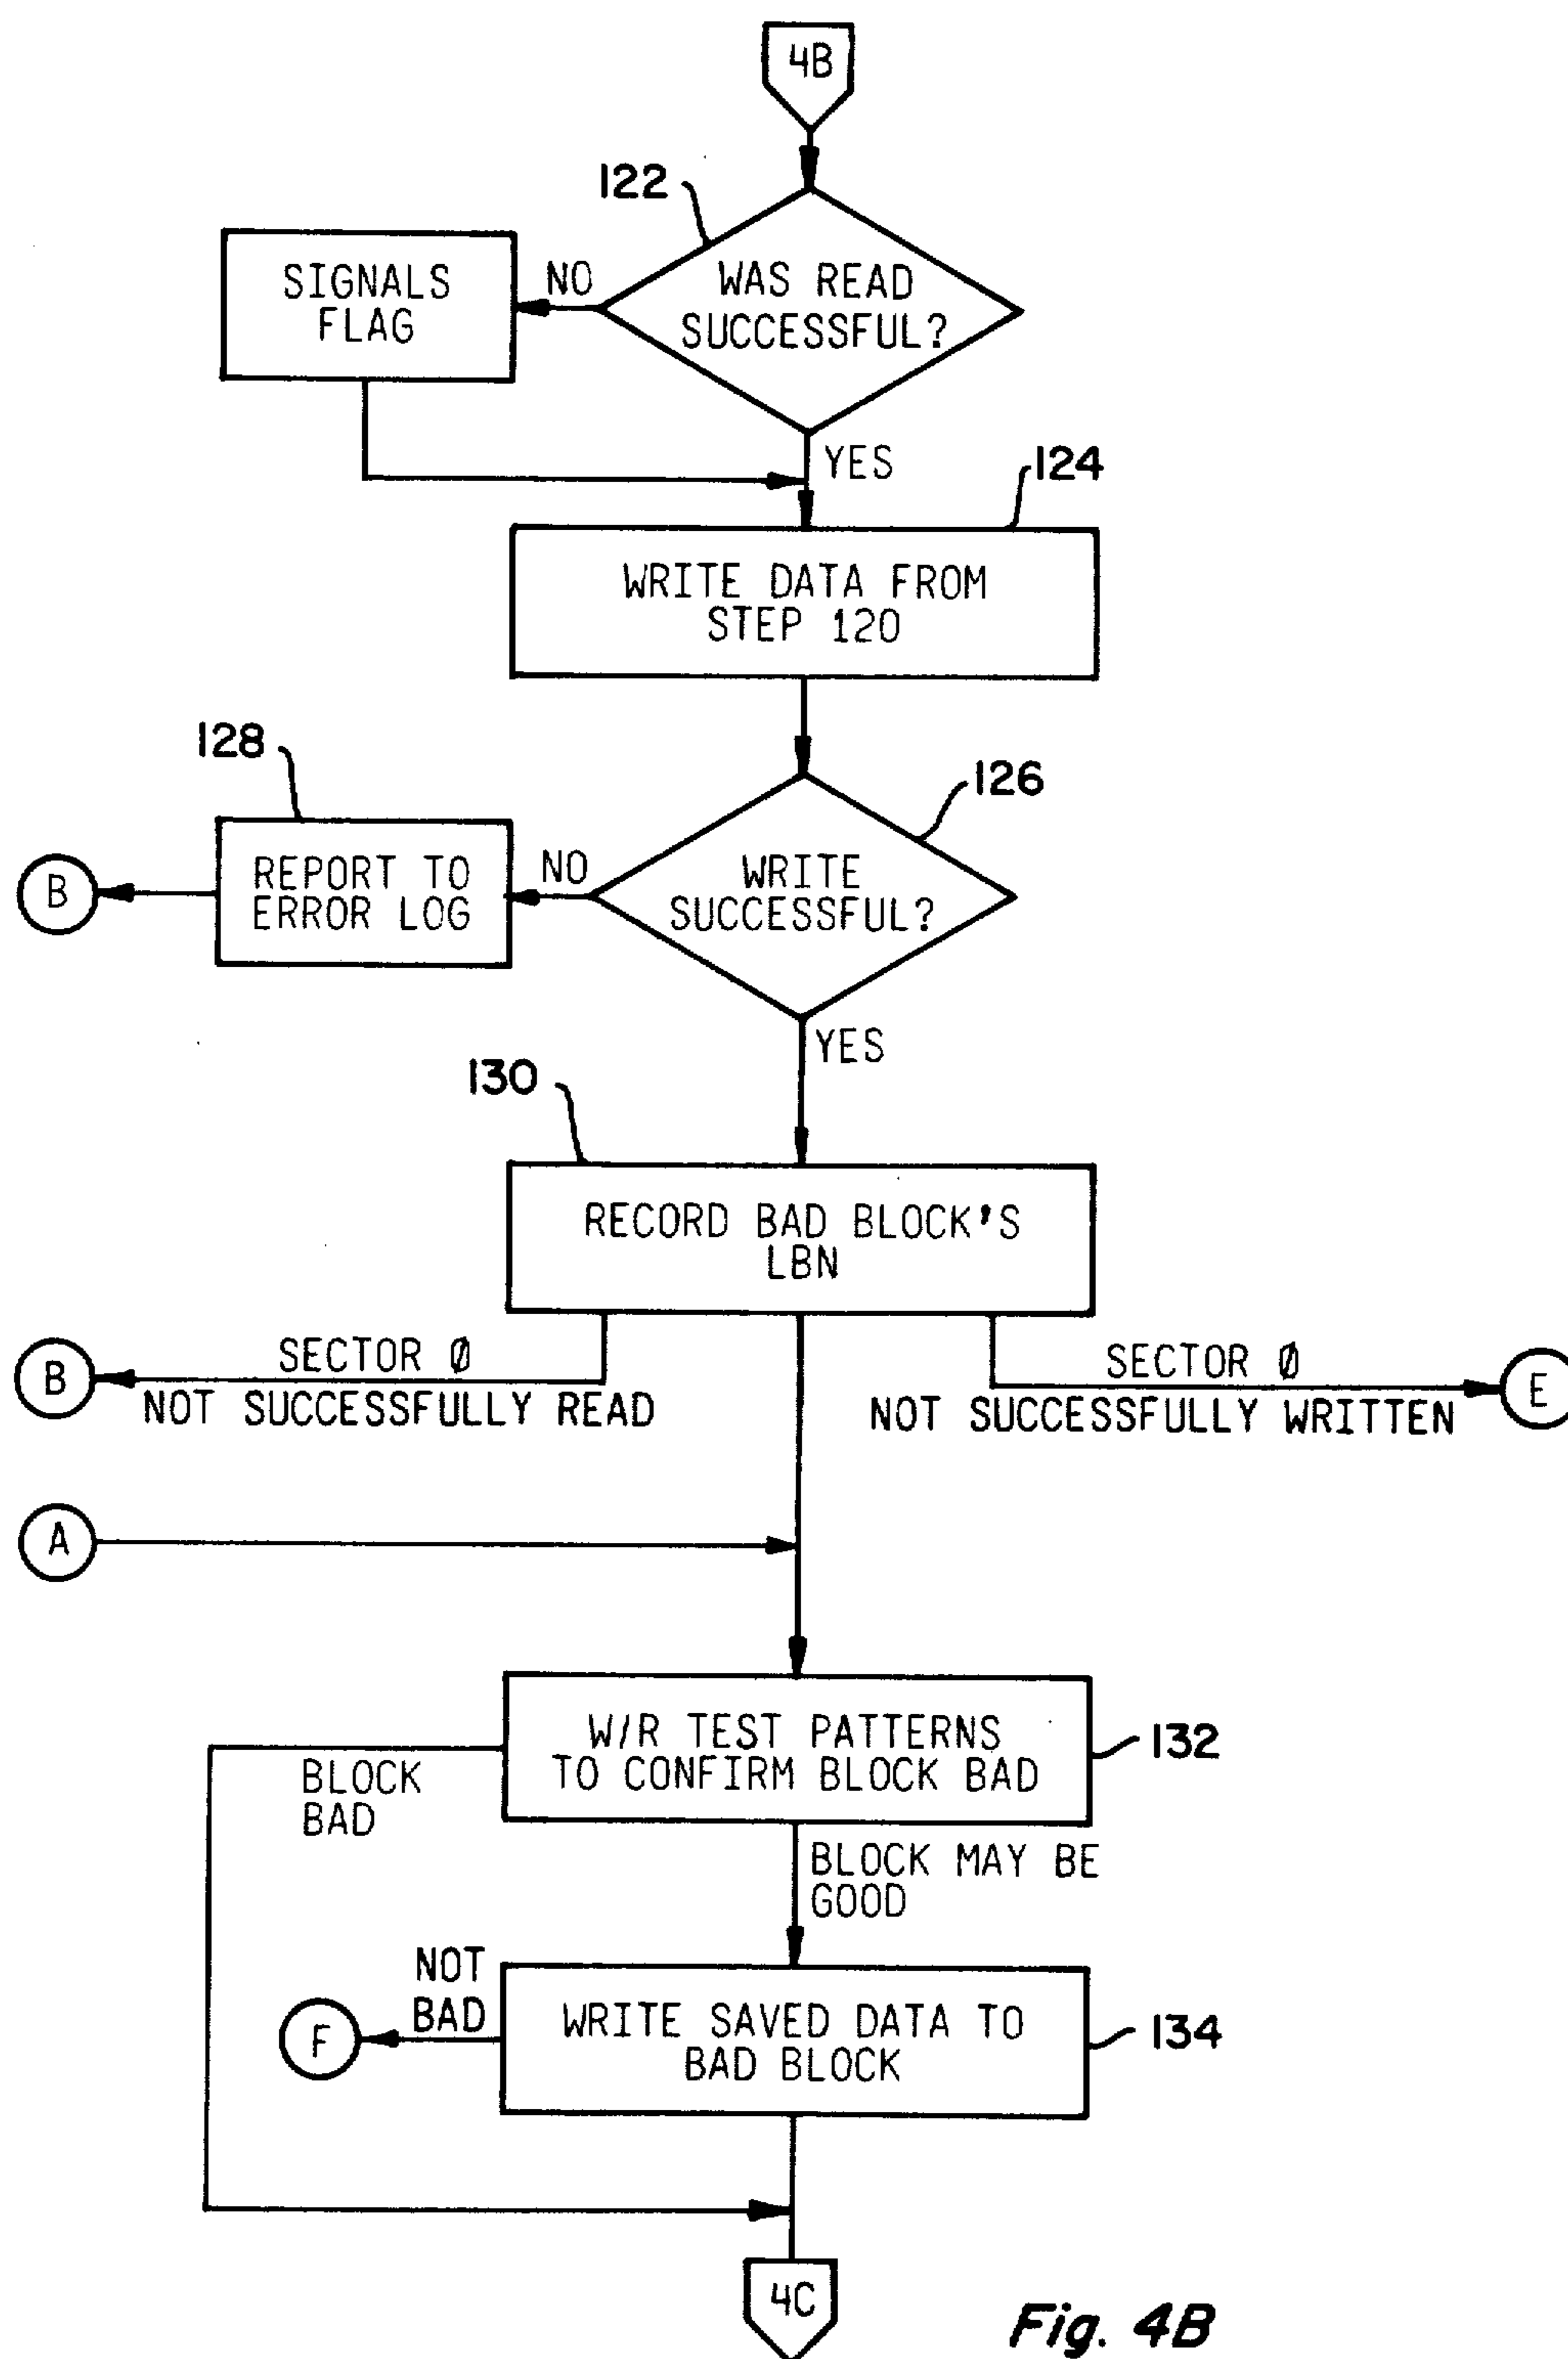 4B
122
SIGNALS
FLAG
NO
WAS READ
SUCCESSFUL?
YES
124
WRITE DATA FROM
STEP 120
128
126
B
REPORT TO
ERROR LOG
NO
WRITE
SUCCESSFUL?
YES
130
RECORD BAD BLOCK'S
LBN
B
SECTOR Ø
NOT SUCCESSFULLY READ
SECTOR Ø
NOT SUCCESSFULLY WRITTEN
E
A
W/R TEST PATTERNS
TO CONFIRM BLOCK BAD
132
BLOCK
BAD
BLOCK MAY BE
GOOD
NOT
BAD
F
WRITE SAVED DATA TO
BAD BLOCK
134
4C
Fig. 4B